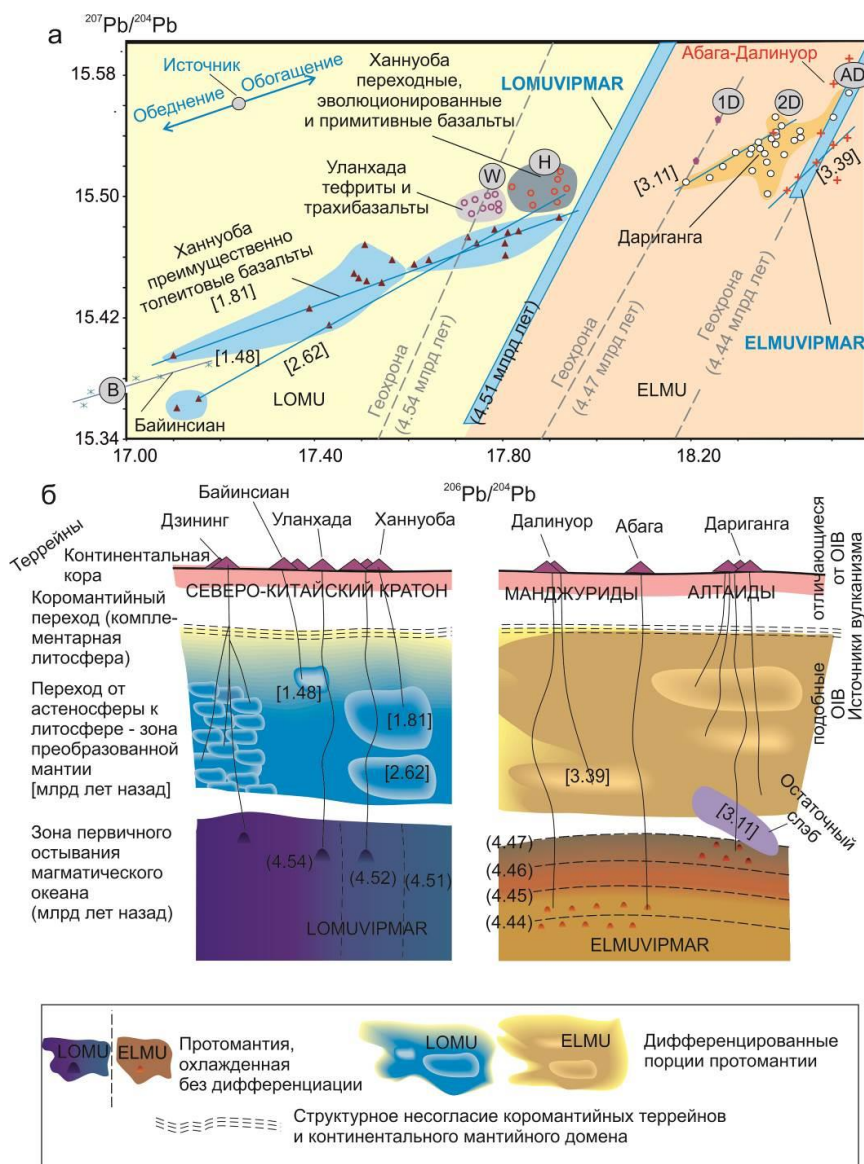 ²⁰⁷Pb/²⁰⁴Pb
а
15.58
15.50
15.42
15.34
17.00
17.40
17.80
18.20
²⁰⁶Pb/²⁰⁴Pb
Источник
Обогащение
Обеднение
Ханнуоба
переходные,
эволюционированные
и примитивные базальты
Уланхада
тефриты и
трахибазальты
W
H
Ханнуоба
преимущественно
толеитовые базальты
[1.81]
[1.48]
[2.62]
B
Байинсиан
LOMU
Геохрона
(4.54 млрд лет)
LOMUVIPMAR
(4.51 млрд лет)
Геохрона
(4.47 млрд лет)
ELMU
Геохрона
(4.44 млрд лет)
Абага-Далинуор
AD
1D
2D
[3.11]
[3.39]
Дариганга
ELMUVIPMAR
б
Террейны
Дзининг
Байинсиан
Уланхада
Ханнуоба
Далинуор
Абага
Дариганга
Континентальная
кора
СЕВЕРО-КИТАЙСКИЙ КРАТОН
МАНДЖУРИДЫ
АЛТАИДЫ
Коромантийный
переход (компле-
ментарная
литосфера)
Переход от
астеносферы к
литосфере - зона
преобразованной
мантии
[млрд лет назад]
[1.48]
[1.81]
[2.62]
[3.39]
[3.11]
Остаточный
слэб
отличающиеся
от OIB
подобные
OIB
Источники вулканизма
Зона первичного
остывания
магматического
океана
(млрд лет назад)
(4.54)
(4.52)
(4.51)
LOMUVIPMAR
(4.47)
(4.46)
(4.45)
(4.44)
ELMUVIPMAR
LOMU
ELMU
Протомантия,
охлажденная
без дифференциации
LOMU
ELMU
Дифференцированные
порции протомантии
Структурное несогласие коромантийных террейнов
и континентального мантийного домена